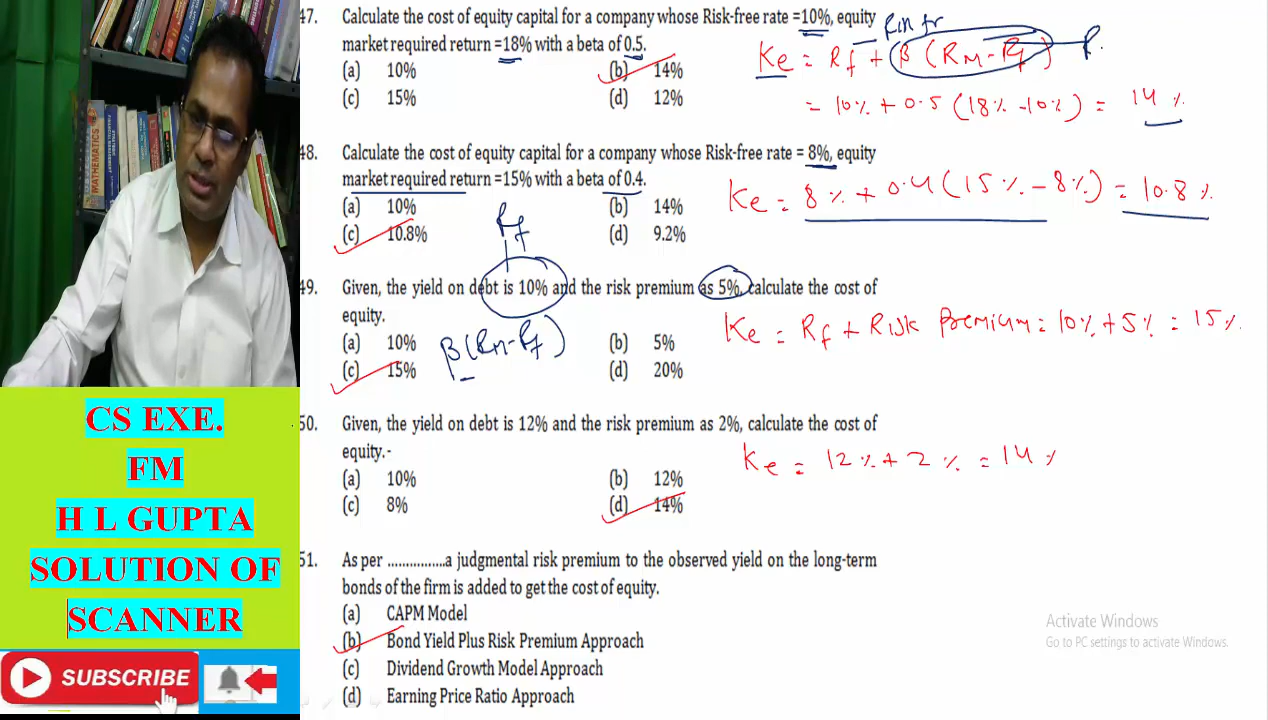 47. Calculate the cost of equity capital for a company whose Risk-free rate =10%, equity
market required return =18% with a beta of 0.5.
(a) 10% (b) 14%
(c) 15% (d) 12%
Ke = Rf + β (RM - Rf)
= 10% + 0.5 (18% - 10%) = 14%
48. Calculate the cost of equity capital for a company whose Risk-free rate = 8%, equity
market required return =15% with a beta of 0.4.
(a) 10% (b) 14%
(c) 10.8% (d) 9.2%
Ke = 8% + 0.4 (15% - 8%) = 10.8%
Rf
49. Given, the yield on debt is 10% and the risk premium as 5%, calculate the cost of
equity.
(a) 10% (b) 5%
(c) 15% (d) 20%
β (RM - Rf)
Ke = Rf + Risk Premium = 10% + 5% = 15%
50. Given, the yield on debt is 12% and the risk premium as 2%, calculate the cost of
equity.-
(a) 10% (b) 12%
(c) 8% (d) 14%
Ke = 12% + 2% = 14%
51. As per ................a judgmental risk premium to the observed yield on the long-term
bonds of the firm is added to get the cost of equity.
(a) CAPM Model
(b) Bond Yield Plus Risk Premium Approach
(c) Dividend Growth Model Approach
(d) Earning Price Ratio Approach
CS EXE.
FM
H L GUPTA
SOLUTION OF
SCANNER
SUBSCRIBE
Activate Windows
Go to PC settings to activate Windows.
MATHEMATICS